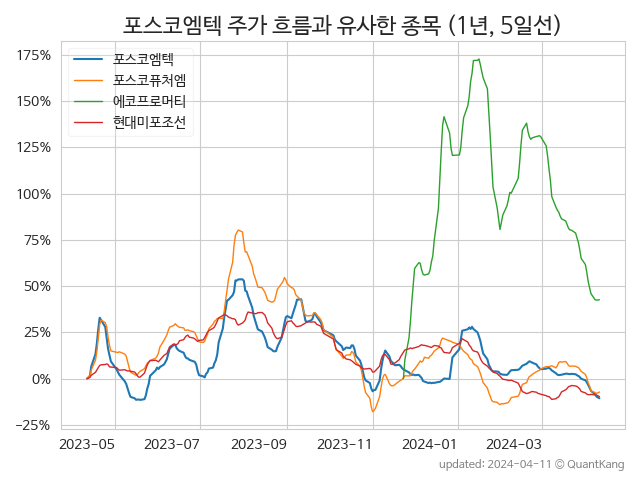 포스코엠텍 주가 흐름과 유사한 종목 (1년, 5일선)
포스코엠텍
포스코퓨처엠
에코프로머티
현대미포조선
175%
150%
125%
100%
75%
50%
25%
0%
−25%
2023-05 2023-07 2023-09 2023-11 2024-01 2024-03
updated: 2024-04-11 © QuantKang